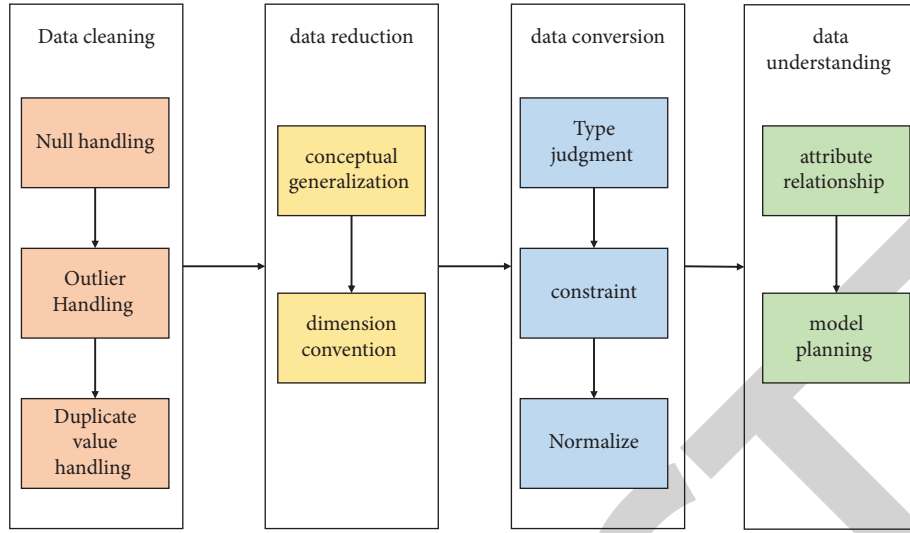 Data cleaning
Null handling
Outlier
Handling
Duplicate
value
handling
data reduction
conceptual
generalization
dimension
convention
data conversion
Type
judgment
constraint
Normalize
data
understanding
attribute
relationship
model
planning